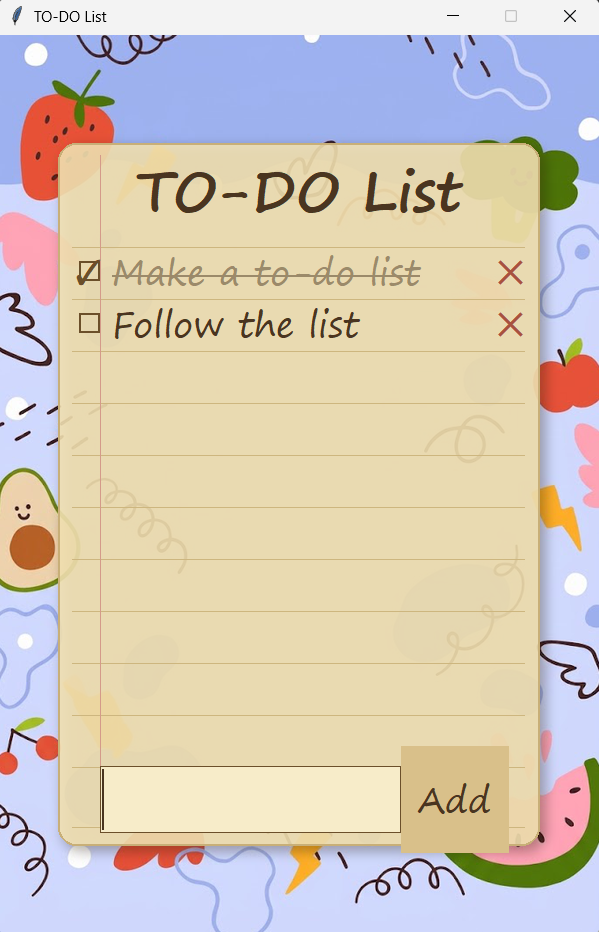 TO-DO List
TO-DO List
Make a to-do list
Follow the list
Add